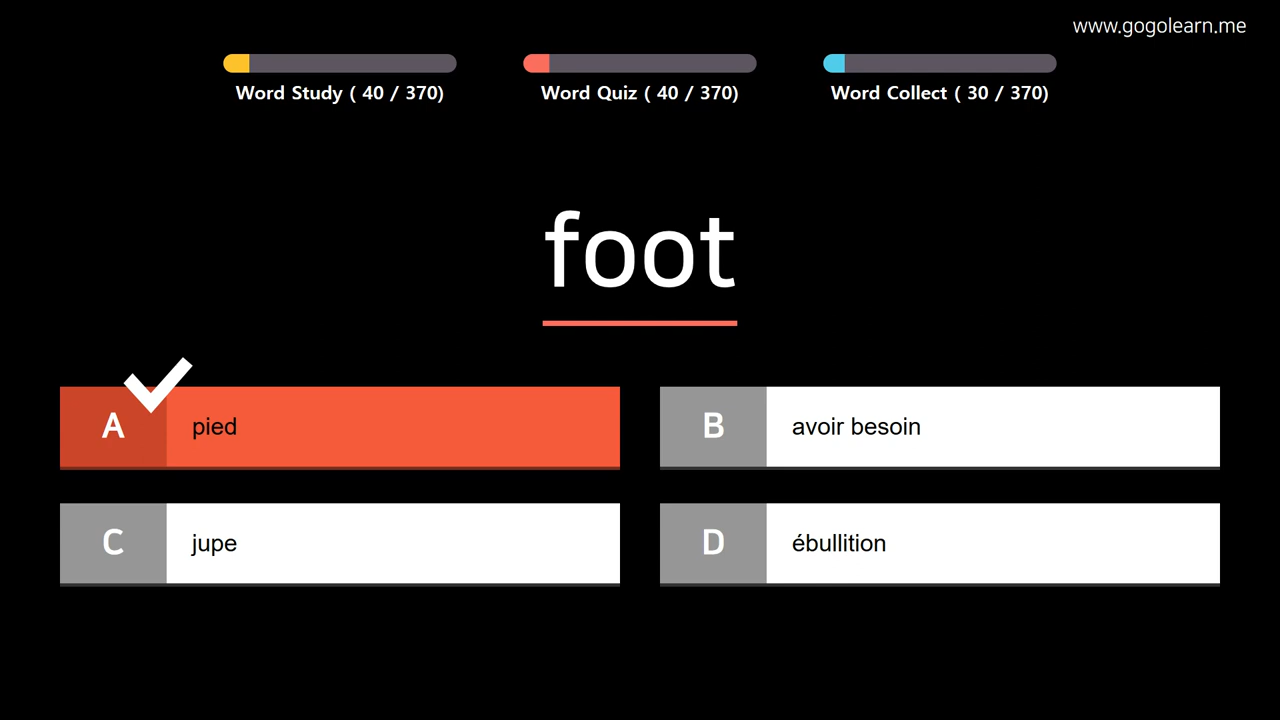 www.gogolearn.me
Word Study ( 40 / 370)
Word Quiz ( 40 / 370)
Word Collect ( 30 / 370)
foot
A pied
B avoir besoin
C jupe
D ébullition